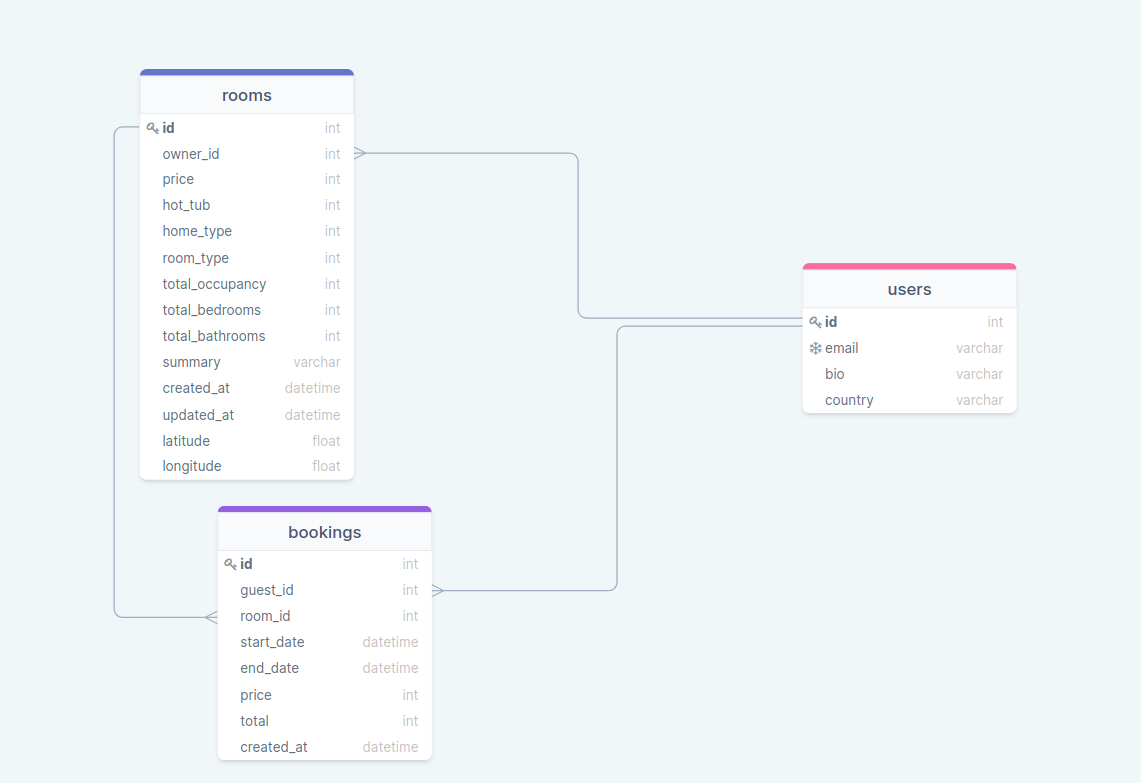 rooms
id int
owner_id int
price int
hot_tub int
home_type int
room_type int
total_occupancy int
total_bedrooms int
total_bathrooms int
summary varchar
created_at datetime
updated_at datetime
latitude float
longitude float
users
id int
email varchar
bio varchar
country varchar
bookings
id int
guest_id int
room_id int
start_date datetime
end_date datetime
price int
total int
created_at datetime